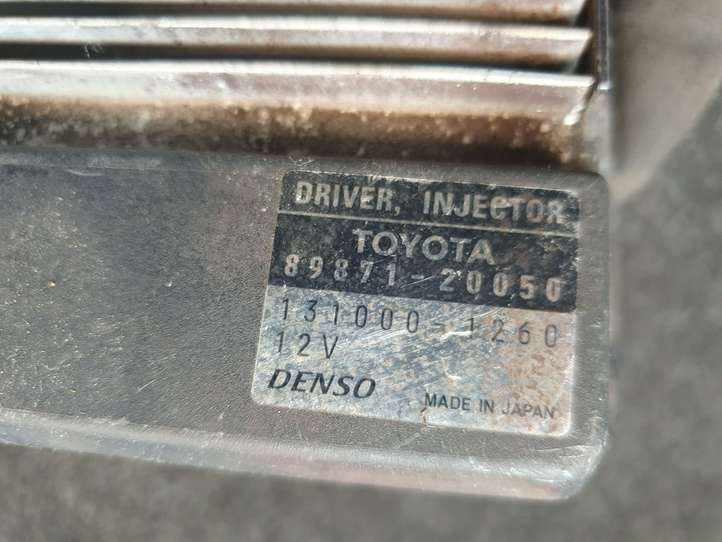 DRIVER, INJECTOR
TOYOTA
89871-20050
131000-1260
12V
DENSO MADE IN JAPAN